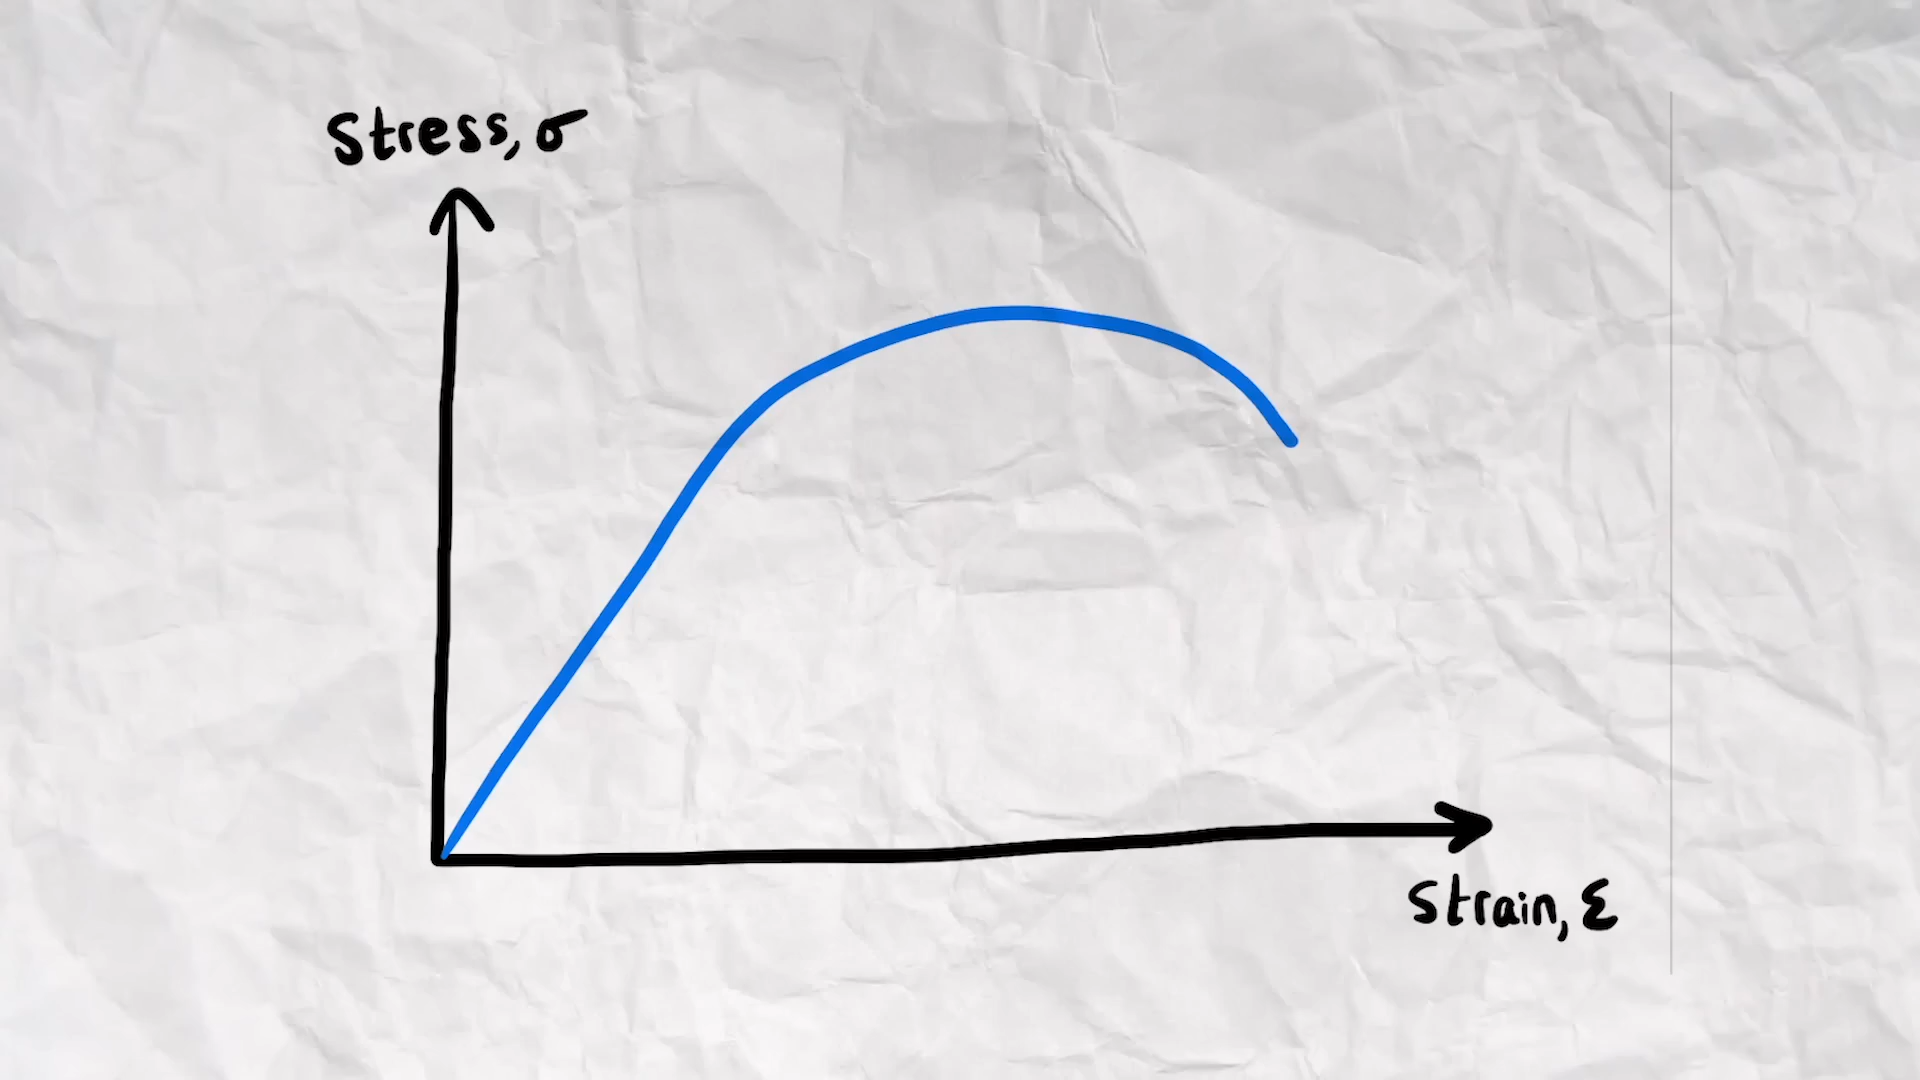 Stress, σ
Strain, ε